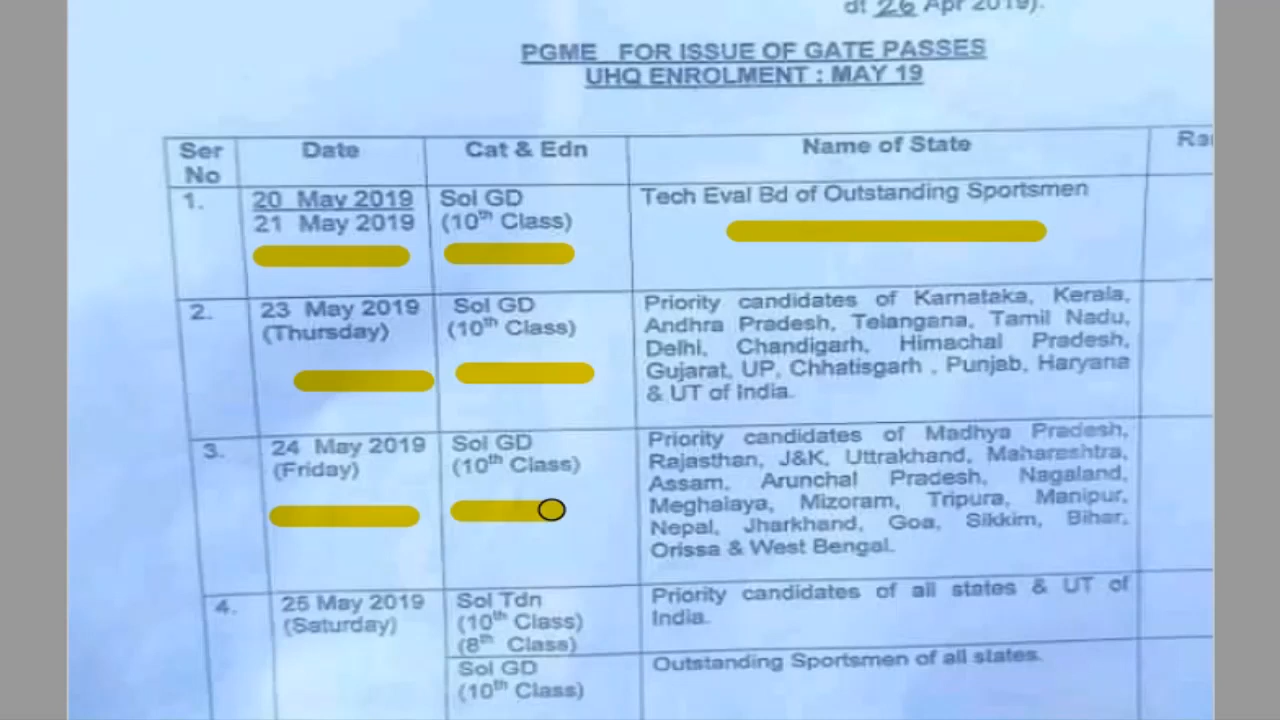 dt 26 Apr 2019).
PGME FOR ISSUE OF GATE PASSES
UHQ ENROLMENT : MAY 19
Ser No
Date
Cat & Edn
Name of State
1.
20 May 2019
21 May 2019
Sol GD
(10th Class)
Tech Eval Bd of Outstanding Sportsmen
2.
23 May 2019
(Thursday)
Sol GD
(10th Class)
Priority candidates of Karnataka, Kerala,
Andhra Pradesh, Telangana, Tamil Nadu,
Delhi, Chandigarh, Himachal Pradesh,
Gujarat, UP, Chhatisgarh , Punjab, Haryana
& UT of India.
3.
24 May 2019
(Friday)
Sol GD
(10th Class)
Priority candidates of Madhya Pradesh,
Rajasthan, J&K, Uttrakhand, Maharashtra,
Assam, Arunchal Pradesh, Nagaland,
Meghalaya, Mizoram, Tripura, Manipur,
Nepal, Jharkhand, Goa, Sikkim, Bihar,
Orissa & West Bengal.
4.
25 May 2019
(Saturday)
Sol Tdn
(10th Class)
(8th Class)
Priority candidates of all states & UT of
India.
Sol GD
(10th Class)
Outstanding Sportsmen of all states.